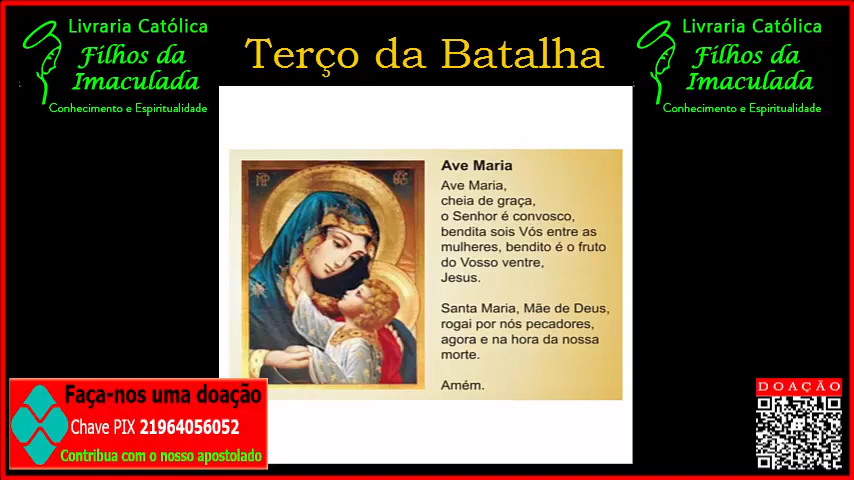 Livraria Católica
Filhos da
Imaculada
Conhecimento e Espiritualidade
Terço da Batalha
Livraria Católica
Filhos da
Imaculada
Conhecimento e Espiritualidade
Ave Maria
Ave Maria,
cheia de graça,
o Senhor é convosco,
bendita sois Vós entre as
mulheres, bendito é o fruto
do Vosso ventre,
Jesus.
Santa Maria, Mãe de Deus,
rogai por nós pecadores,
agora e na hora da nossa
morte.
Amém.
Faça-nos uma doação
Chave PIX 21964056052
Contribua com o nosso apostolado
DOAÇÃO